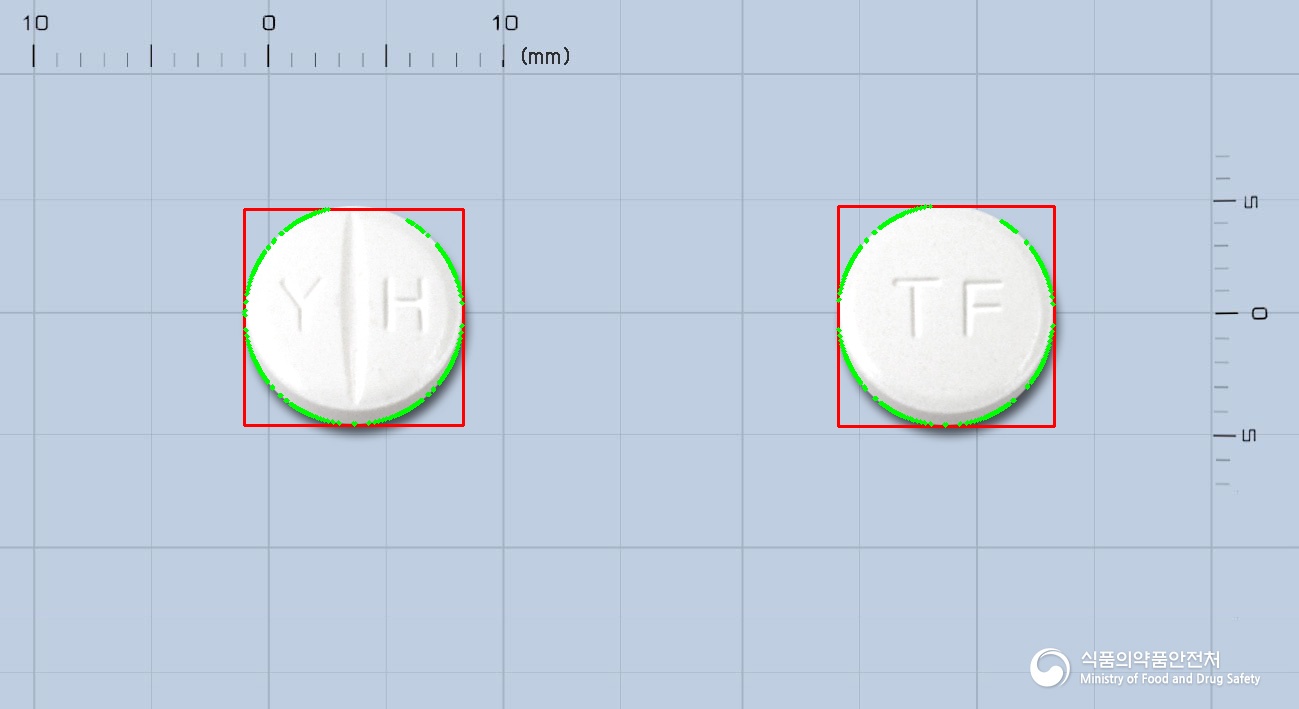 10 0 10
(mm)
5
Y H
TF
0
5
식품의약품안전처
Ministry of Food and Drug Safety